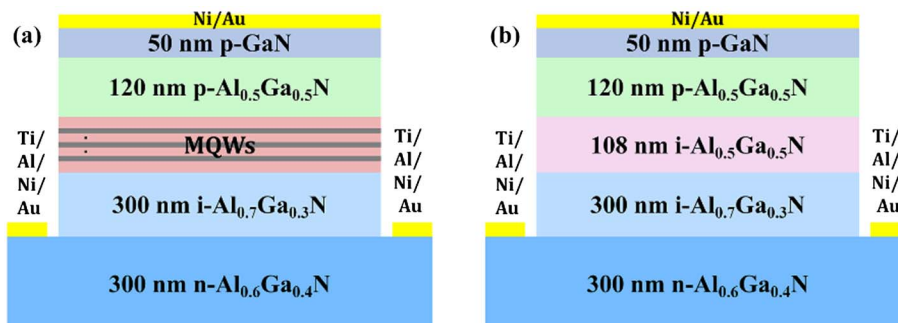 (a)
Ni/Au
50 nm p-GaN
120 nm p-Al₀.₅Ga₀.₅N
MQWs
Ti/
Al/
Ni/
Au
Ti/
Al/
Ni/
Au
300 nm i-Al₀.₇Ga₀.₃N
300 nm n-Al₀.₆Ga₀.₄N
(b)
Ni/Au
50 nm p-GaN
120 nm p-Al₀.₅Ga₀.₅N
108 nm i-Al₀.₅Ga₀.₅N
Ti/
Al/
Ni/
Au
Ti/
Al/
Ni/
Au
300 nm i-Al₀.₇Ga₀.₃N
300 nm n-Al₀.₆Ga₀.₄N